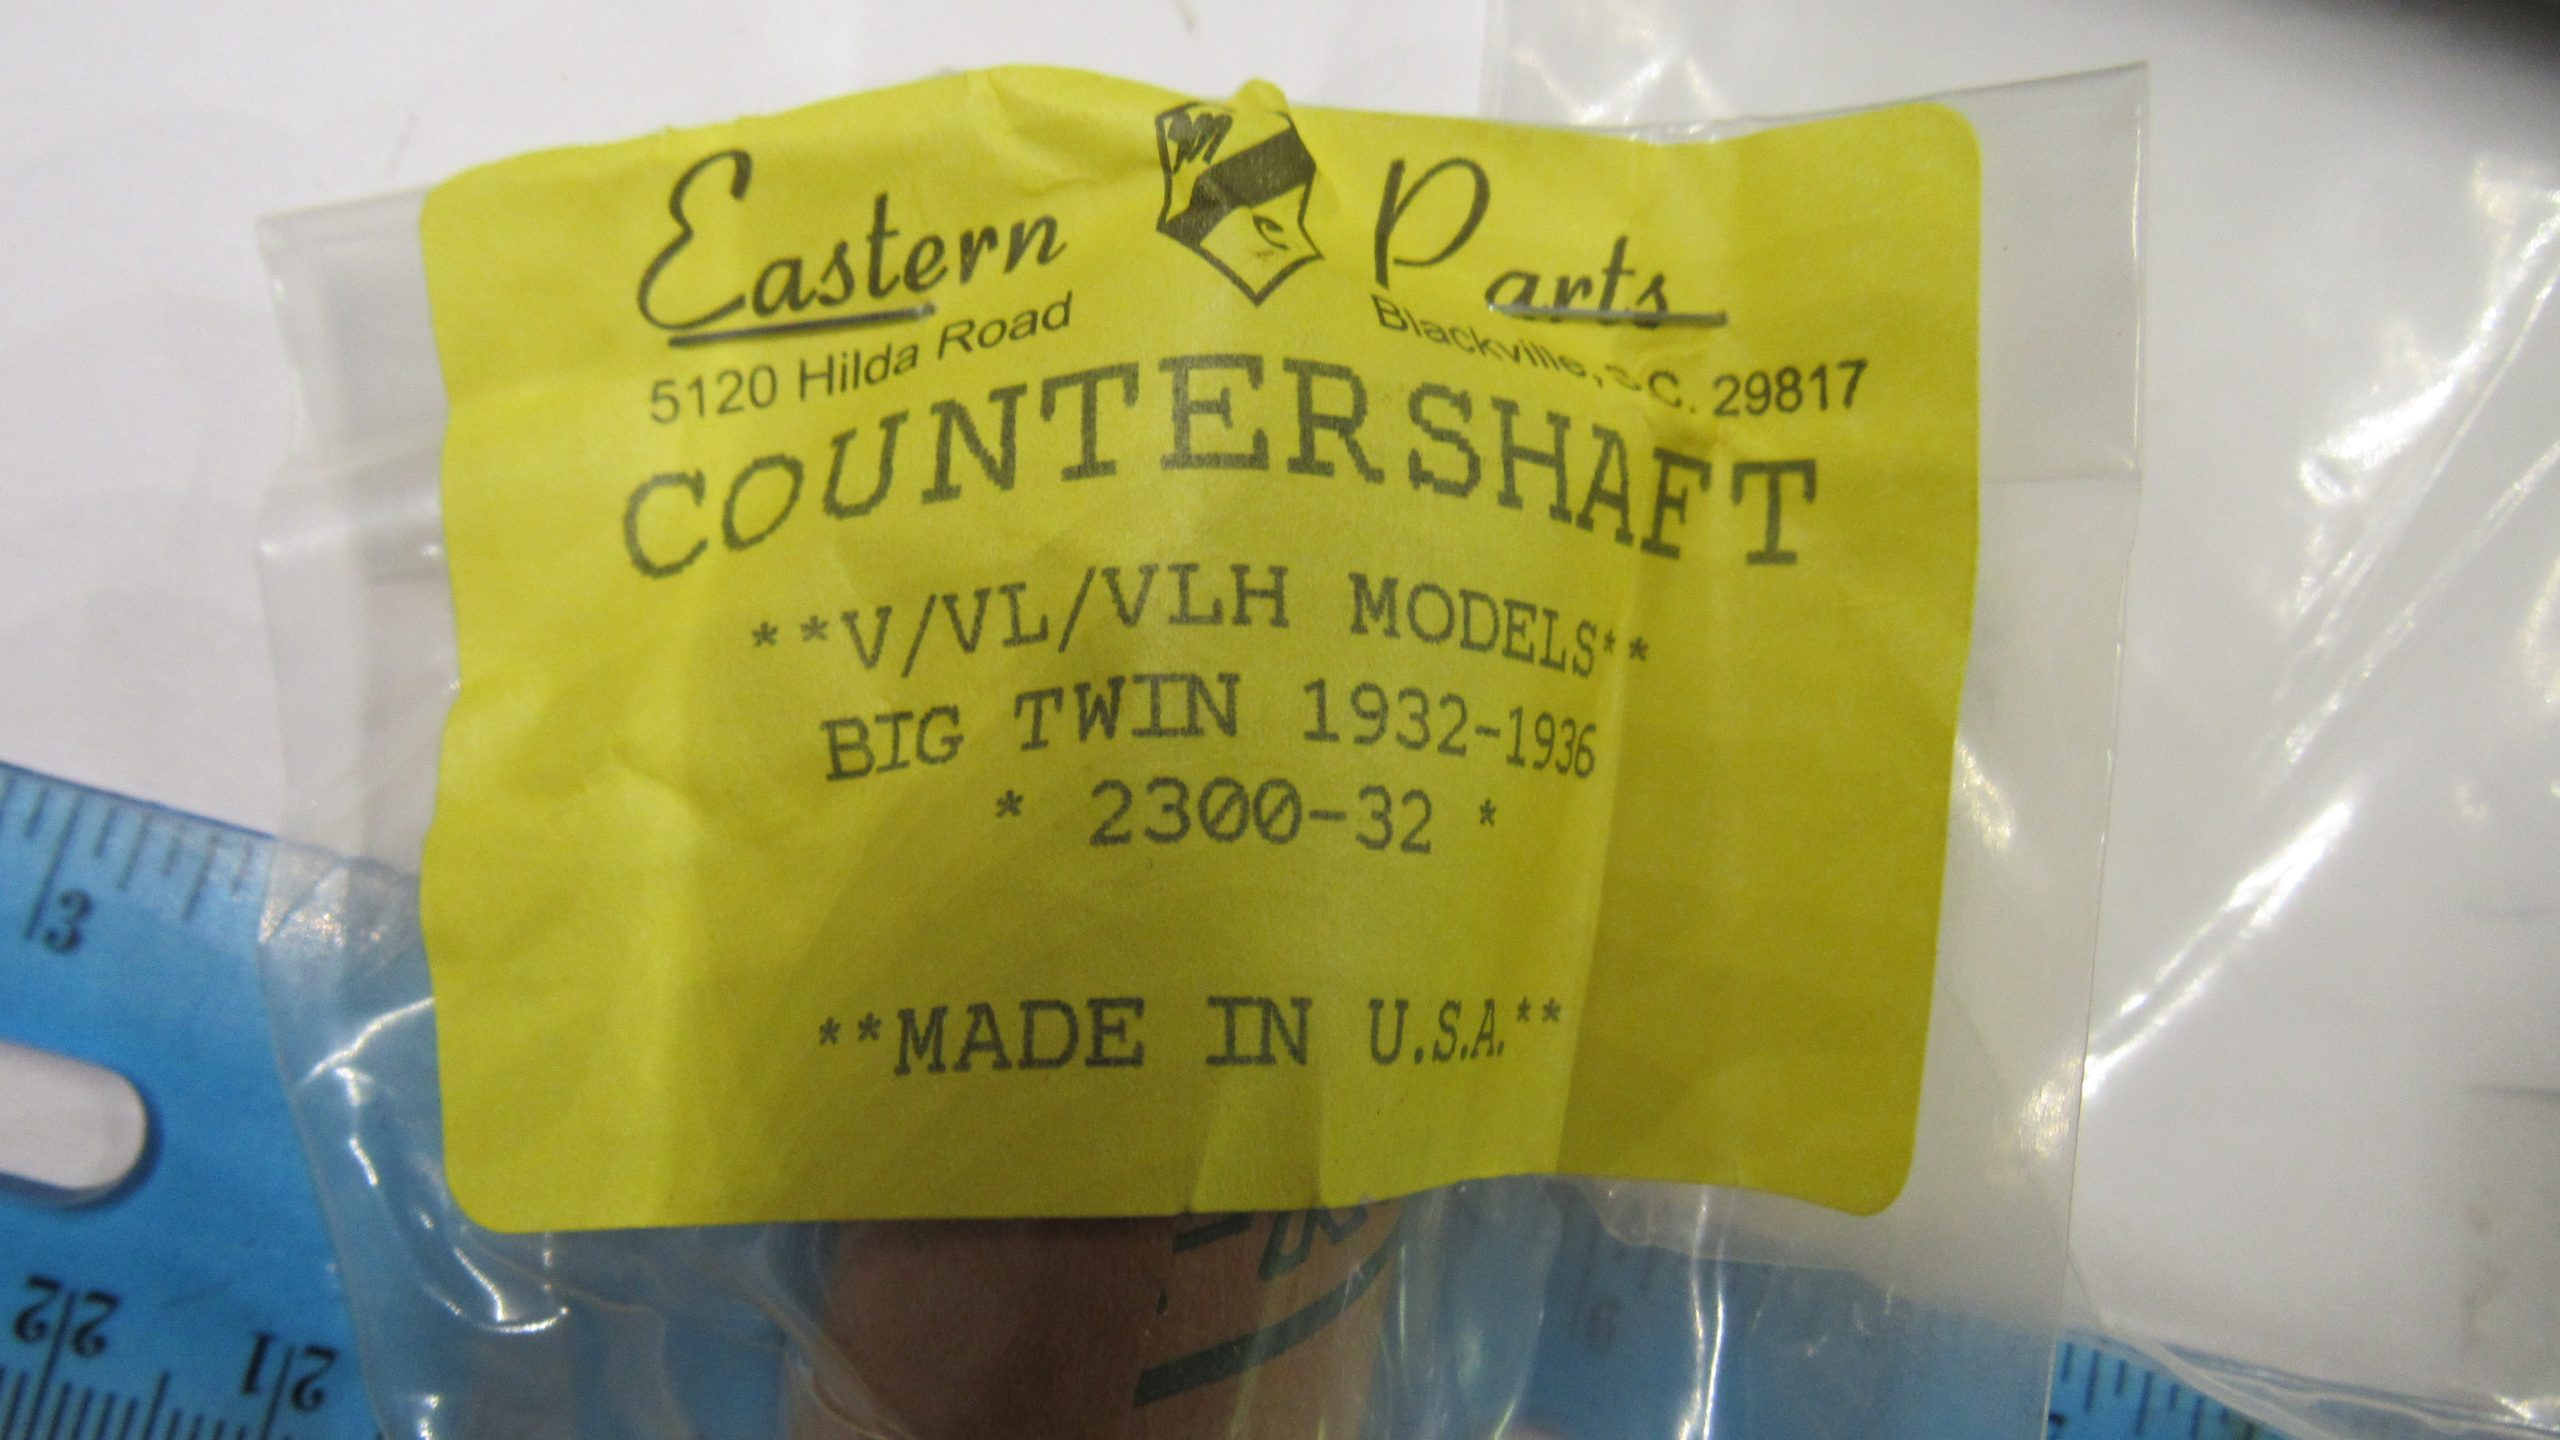 Eastern Parts
5120 Hilda Road Blackville, SC. 29817
COUNTERSHAFT
**V/VL/VLH MODELS**
BIG TWIN 1932-1936
* 2300-32 *
**MADE IN U.S.A.**
3
22
21